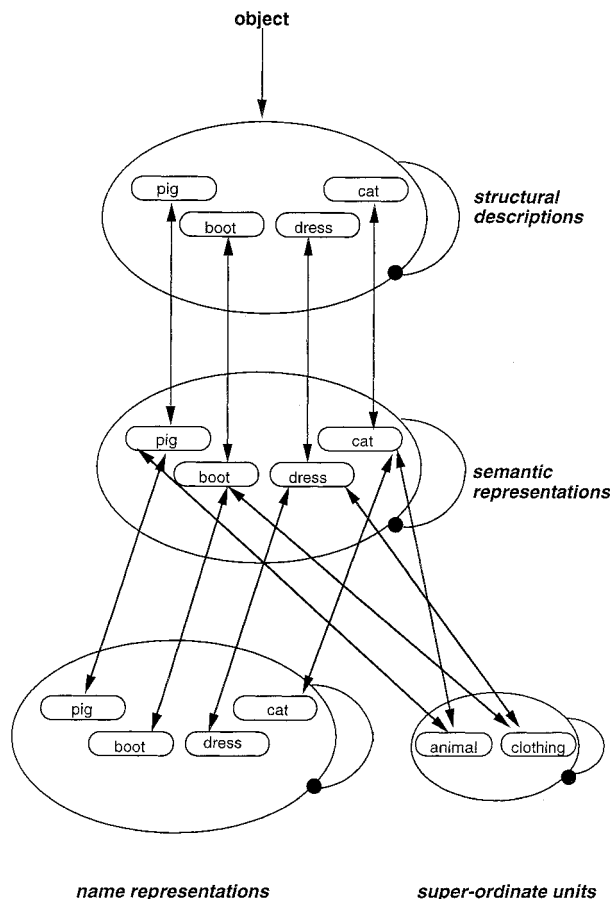 object
pig
cat
boot
dress
structural
descriptions
pig
cat
boot
dress
semantic
representations
pig
cat
boot
dress
animal
clothing
name representations
super-ordinate units